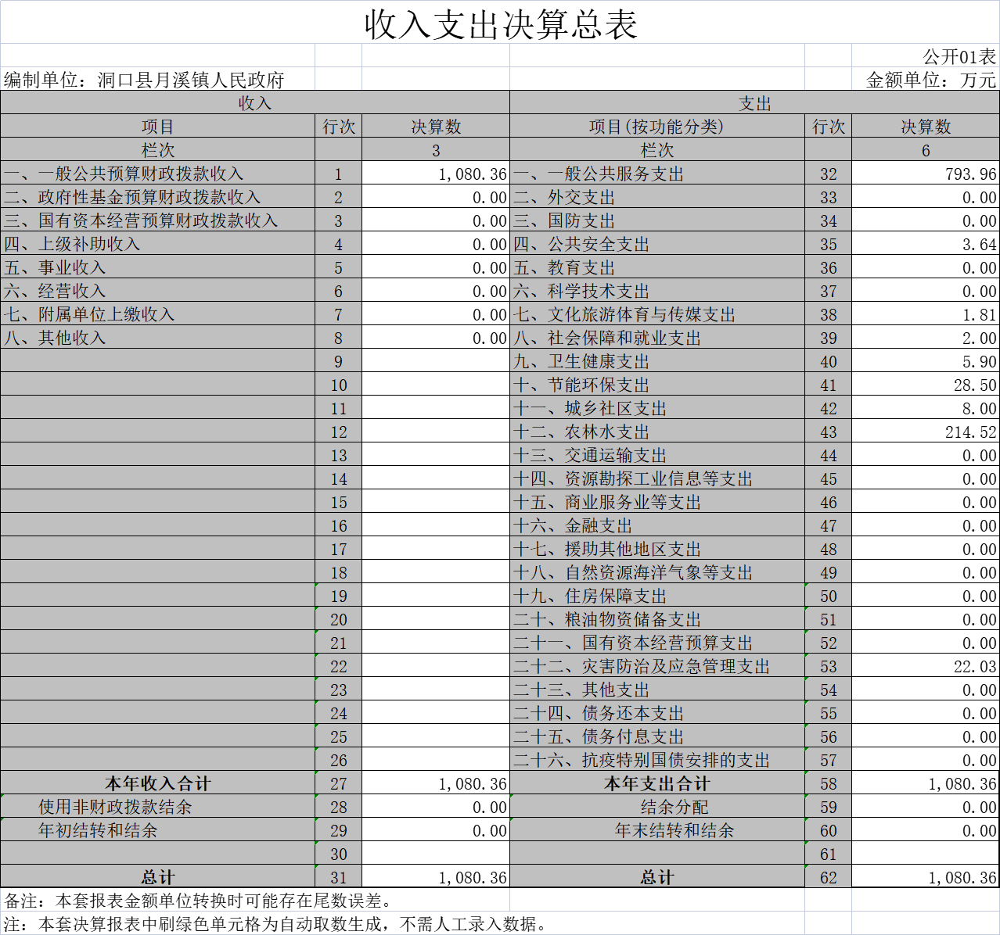 收入支出决算总表
公开01表
编制单位：洞口县月溪镇人民政府 金额单位：万元
收入 支出
项目 行次 决算数 项目(按功能分类) 行次 决算数
栏次 3 栏次 6
一、一般公共预算财政拨款收入 1 1,080.36 一、一般公共服务支出 32 793.96
二、政府性基金预算财政拨款收入 2 0.00 二、外交支出 33 0.00
三、国有资本经营预算财政拨款收入 3 0.00 三、国防支出 34 0.00
四、上级补助收入 4 0.00 四、公共安全支出 35 3.64
五、事业收入 5 0.00 五、教育支出 36 0.00
六、经营收入 6 0.00 六、科学技术支出 37 0.00
七、附属单位上缴收入 7 0.00 七、文化旅游体育与传媒支出 38 1.81
八、其他收入 8 0.00 八、社会保障和就业支出 39 2.00
9 九、卫生健康支出 40 5.90
10 十、节能环保支出 41 28.50
11 十一、城乡社区支出 42 8.00
12 十二、农林水支出 43 214.52
13 十三、交通运输支出 44 0.00
14 十四、资源勘探工业信息等支出 45 0.00
15 十五、商业服务业等支出 46 0.00
16 十六、金融支出 47 0.00
17 十七、援助其他地区支出 48 0.00
18 十八、自然资源海洋气象等支出 49 0.00
19 十九、住房保障支出 50 0.00
20 二十、粮油物资储备支出 51 0.00
21 二十一、国有资本经营预算支出 52 0.00
22 二十二、灾害防治及应急管理支出 53 22.03
23 二十三、其他支出 54 0.00
24 二十四、债务还本支出 55 0.00
25 二十五、债务付息支出 56 0.00
26 二十六、抗疫特别国债安排的支出 57 0.00
本年收入合计 27 1,080.36 本年支出合计 58 1,080.36
使用非财政拨款结余 28 0.00 结余分配 59 0.00
年初结转和结余 29 0.00 年末结转和结余 60 0.00
30 61
总计 31 1,080.36 总计 62 1,080.36
备注：本套报表金额单位转换时可能存在尾数误差。
注：本套决算报表中刷绿色单元格为自动取数生成，不需人工录入数据。